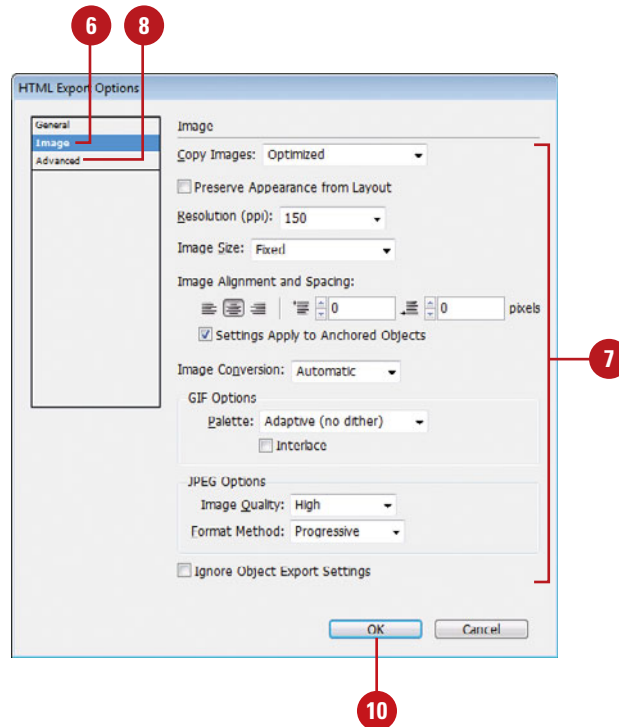 6 8
HTML Export Options
General
Image
Advanced
Image
Copy Images: Optimized
Preserve Appearance from Layout
Resolution (ppi): 150
Image Size: Fixed
Image Alignment and Spacing:
0 0 pixels
Settings Apply to Anchored Objects
7
Image Conversion: Automatic
GIF Options
Palette: Adaptive (no dither)
Interlace
JPEG Options
Image Quality: High
Format Method: Progressive
Ignore Object Export Settings
OK Cancel
10